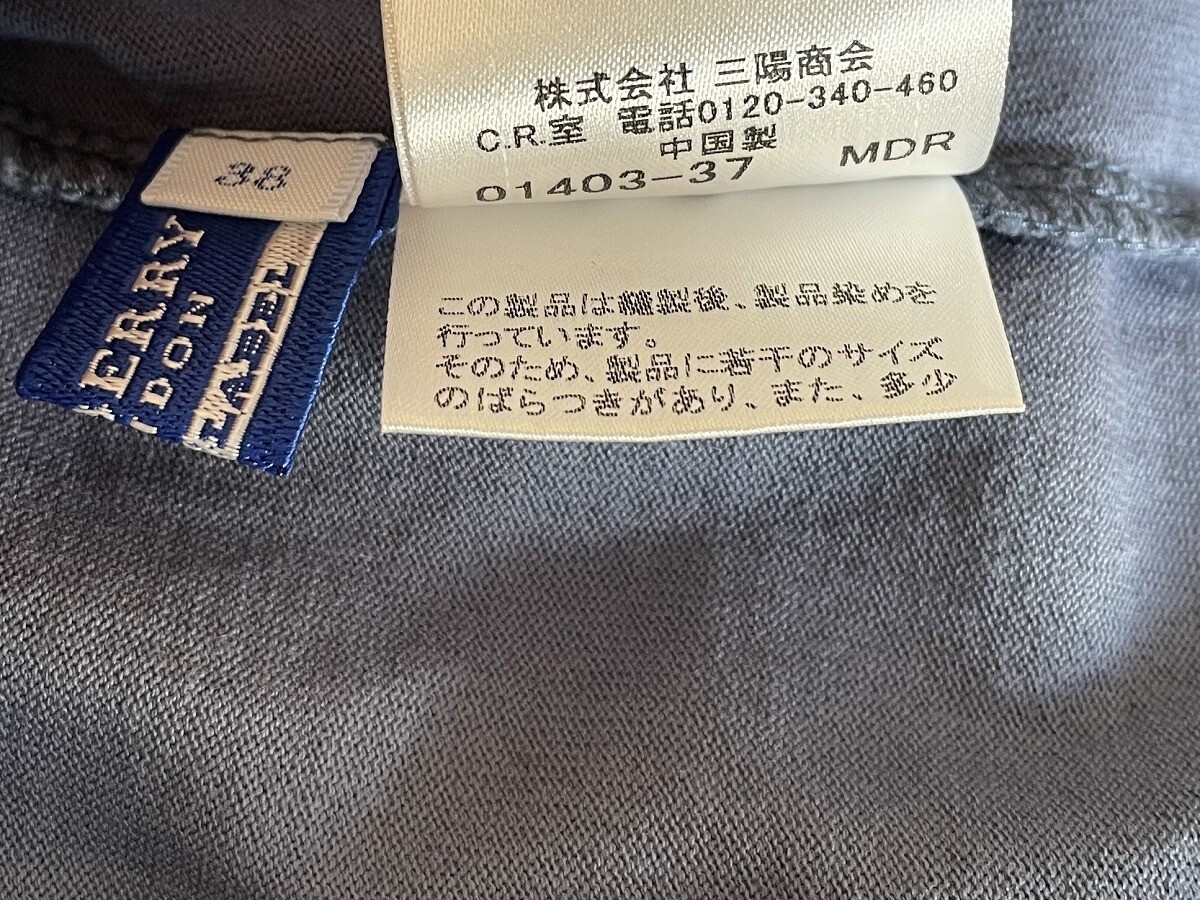 株式会社 三陽商会
C.R.室 電話0120-340-460
中国製
01403-37 MDR
38
ERRY
DON
この製品は縫製後、製品染めを
行っています。
そのため、製品に若干のサイズ
のばらつきがあり、また、多少